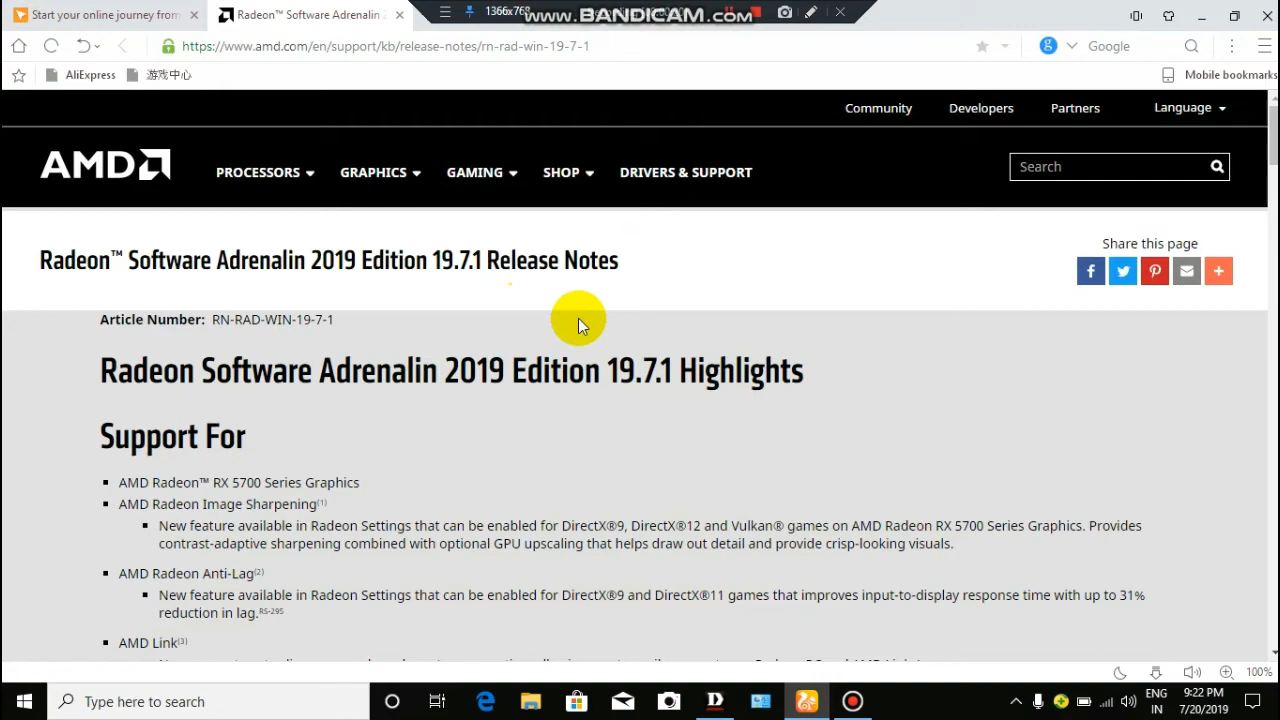 Start your online journey from
Radeon™ Software Adrenalin
1366x768
www.BANDICAM.com
https://www.amd.com/en/support/kb/release-notes/rn-rad-win-19-7-1
Google
AliExpress
游戏中心
Mobile bookmarks
Community
Developers
Partners
Language
AMD
PROCESSORS
GRAPHICS
GAMING
SHOP
DRIVERS & SUPPORT
Search
Radeon™ Software Adrenalin 2019 Edition 19.7.1 Release Notes
Share this page
Article Number: RN-RAD-WIN-19-7-1
Radeon Software Adrenalin 2019 Edition 19.7.1 Highlights
Support For
AMD Radeon™ RX 5700 Series Graphics
AMD Radeon Image Sharpening(1)
New feature available in Radeon Settings that can be enabled for DirectX®9, DirectX®12 and Vulkan® games on AMD Radeon RX 5700 Series Graphics. Provides
contrast-adaptive sharpening combined with optional GPU upscaling that helps draw out detail and provide crisp-looking visuals.
AMD Radeon Anti-Lag(2)
New feature available in Radeon Settings that can be enabled for DirectX®9 and DirectX®11 games that improves input-to-display response time with up to 31%
reduction in lag.RS-295
AMD Link(3)
100%
Type here to search
ENG
IN
9:22 PM
7/20/2019